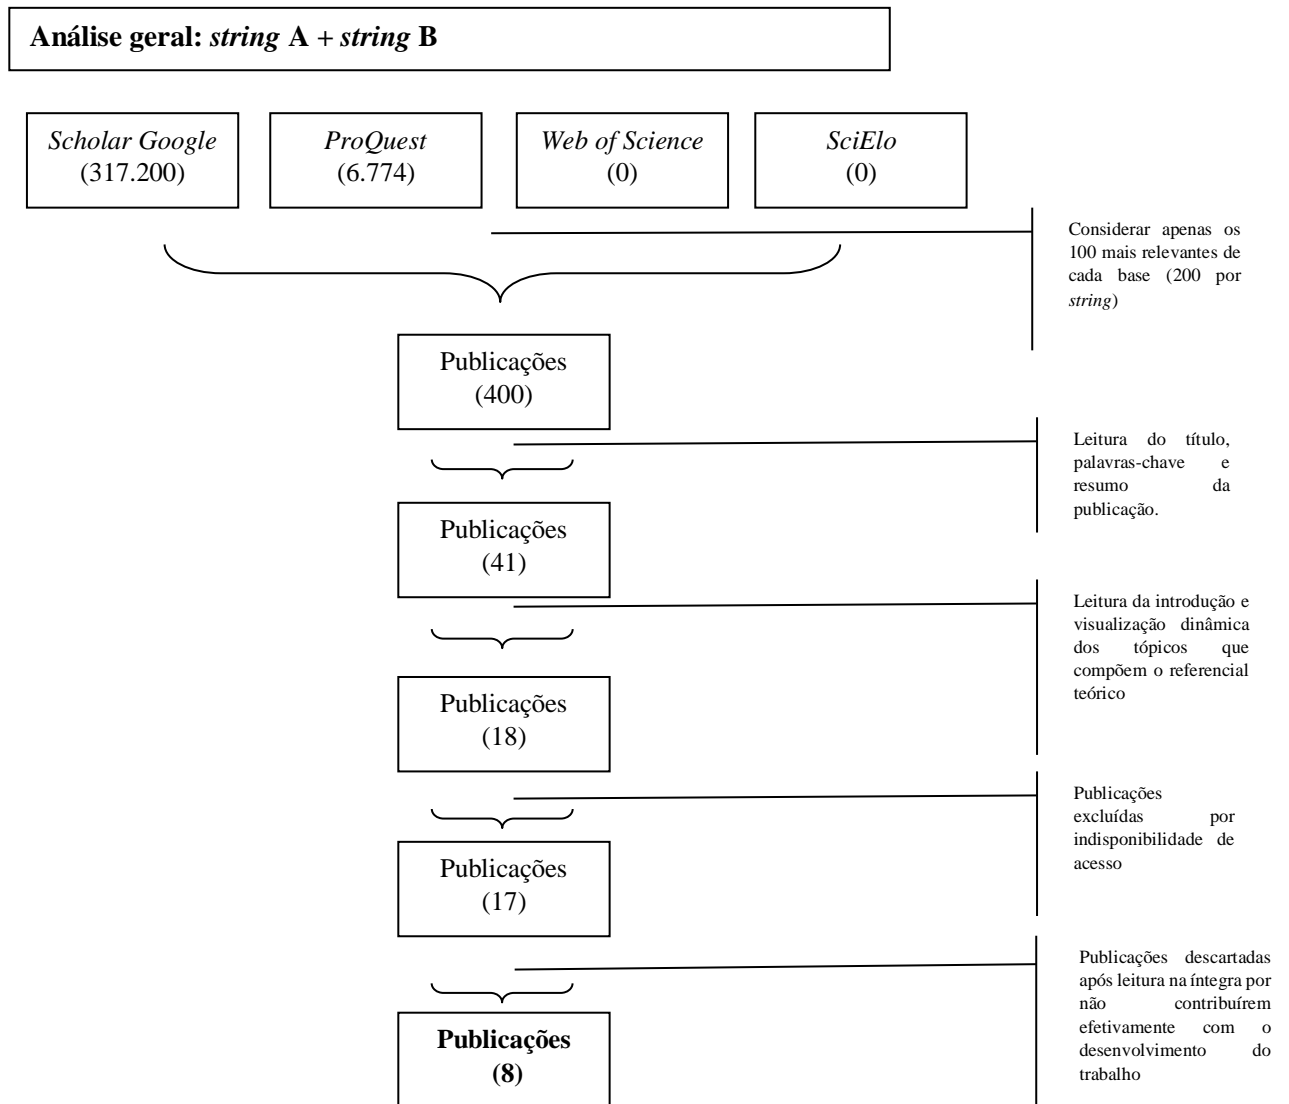 Análise geral: string A + string B
Scholar Google
(317.200)
ProQuest
(6.774)
Web of Science
(0)
SciElo
(0)
Considerar apenas os
100 mais relevantes de
cada base (200 por
string)
Publicações
(400)
Leitura do título,
palavras-chave e
resumo da
publicação.
Publicações
(41)
Leitura da introdução e
visualização dinâmica
dos tópicos que
compõem o referencial
teórico
Publicações
(18)
Publicações
excluídas por
indisponibilidade de
acesso
Publicações
(17)
Publicações descartadas
após leitura na íntegra por
não contribuírem
efetivamente com o
desenvolvimento do
trabalho
Publicações
(8)